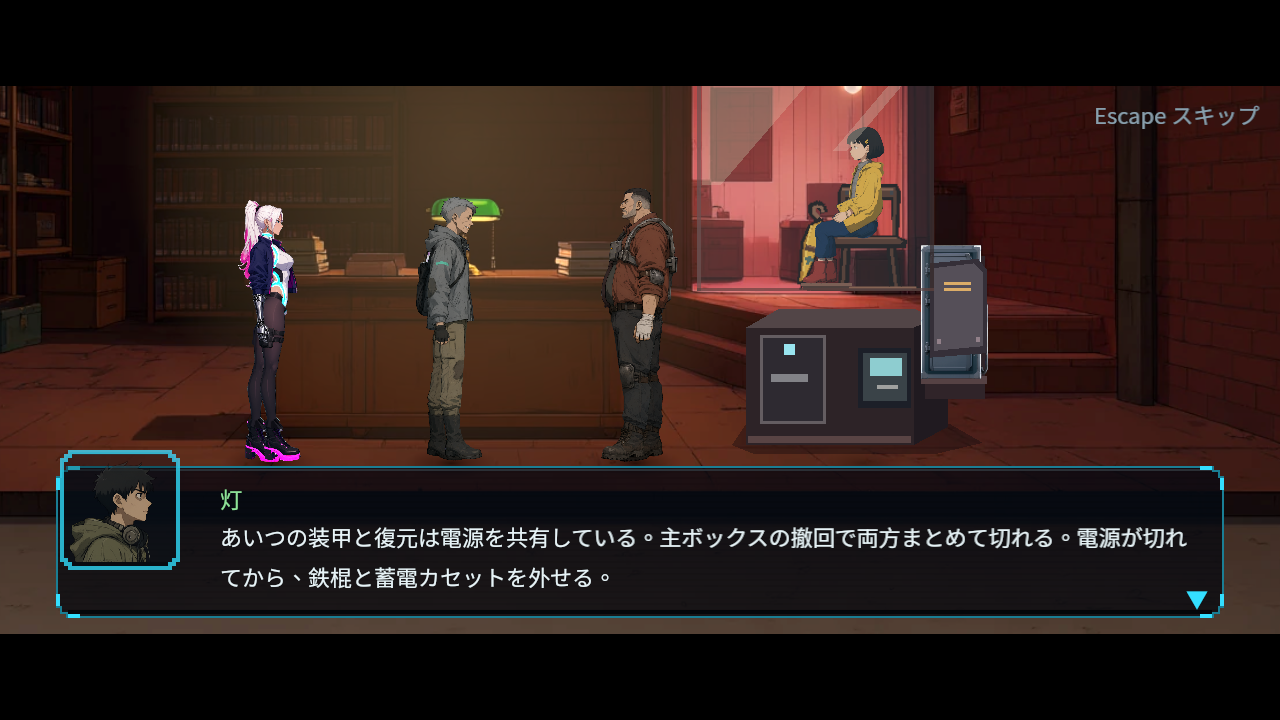 Escape スキップ
灯
あいつの装甲と復元は電源を共有している。主ボックスの撤回で両方まとめて切れる。電源が切れ
てから、鉄棍と蓄電カセットを外せる。